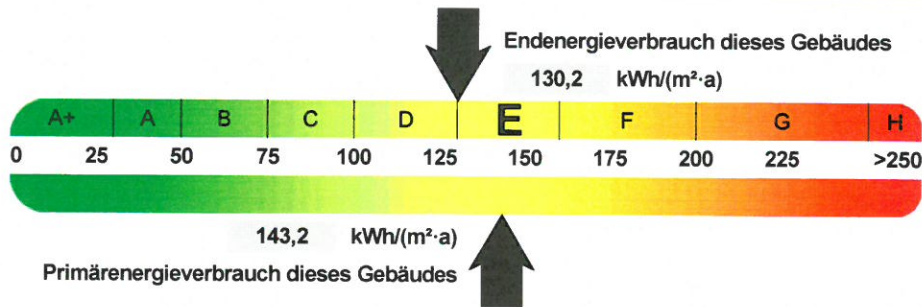 Endenergieverbrauch dieses Gebäudes
130,2 kWh/(m²·a)
A+ A B C D E F G H
0 25 50 75 100 125 150 175 200 225 >250
143,2 kWh/(m²·a)
Primärenergieverbrauch dieses Gebäudes